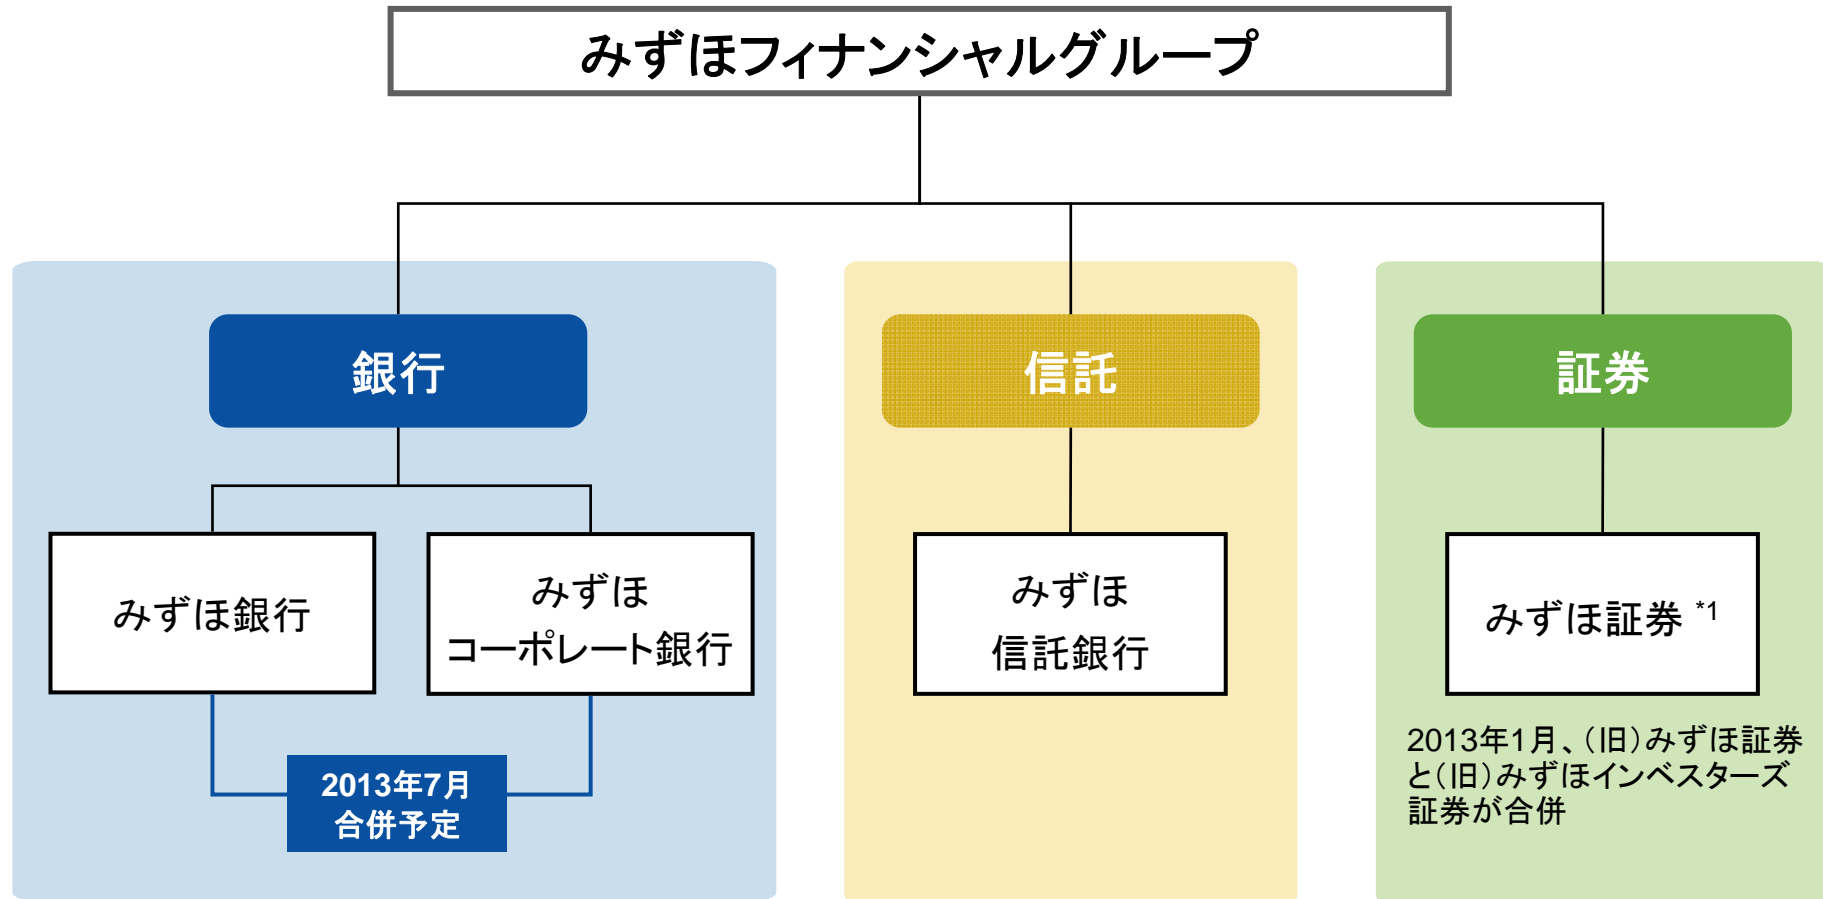 みずほフィナンシャルグループ
銀行
信託
証券
みずほ銀行
みずほ
コーポレート銀行
みずほ
信託銀行
みずほ証券 *1
2013年7月
合併予定
2013年1月、(旧)みずほ証券
と(旧)みずほインベスターズ
証券が合併